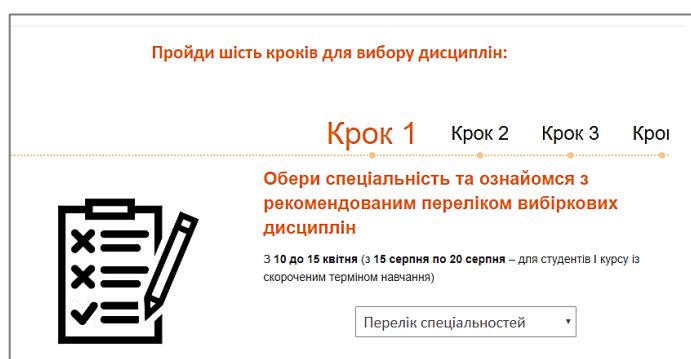 Пройди шість кроків для вибору дисциплін:
Крок 1 Крок 2 Крок 3
Обери спеціальність та ознайомся з
рекомендованим переліком вибіркових
дисциплін
З 10 до 15 квітня (з 15 серпня по 20 серпня – для студентів І курсу із
скороченим терміном навчання)
Перелік спеціальностей